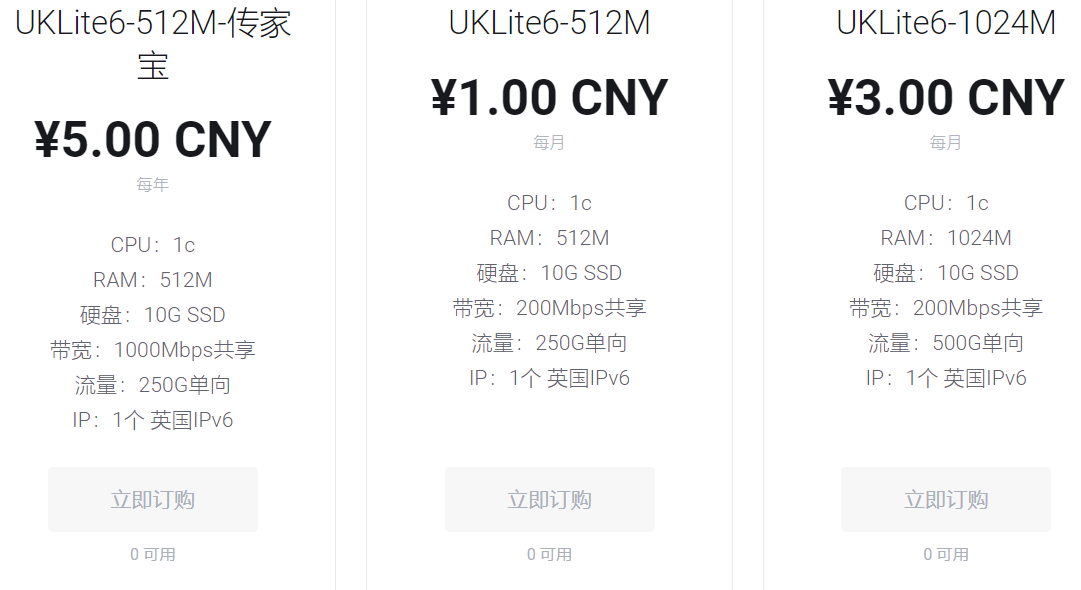 UKLite6-512M-传家
宝
¥5.00 CNY
每年
CPU：1c
RAM：512M
硬盘：10G SSD
带宽：1000Mbps共享
流量：250G单向
IP：1个 英国IPv6
立即订购
0 可用
UKLite6-512M
¥1.00 CNY
每月
CPU：1c
RAM：512M
硬盘：10G SSD
带宽：200Mbps共享
流量：250G单向
IP：1个 英国IPv6
立即订购
0 可用
UKLite6-1024M
¥3.00 CNY
每月
CPU：1c
RAM：1024M
硬盘：10G SSD
带宽：200Mbps共享
流量：500G单向
IP：1个 英国IPv6
立即订购
0 可用